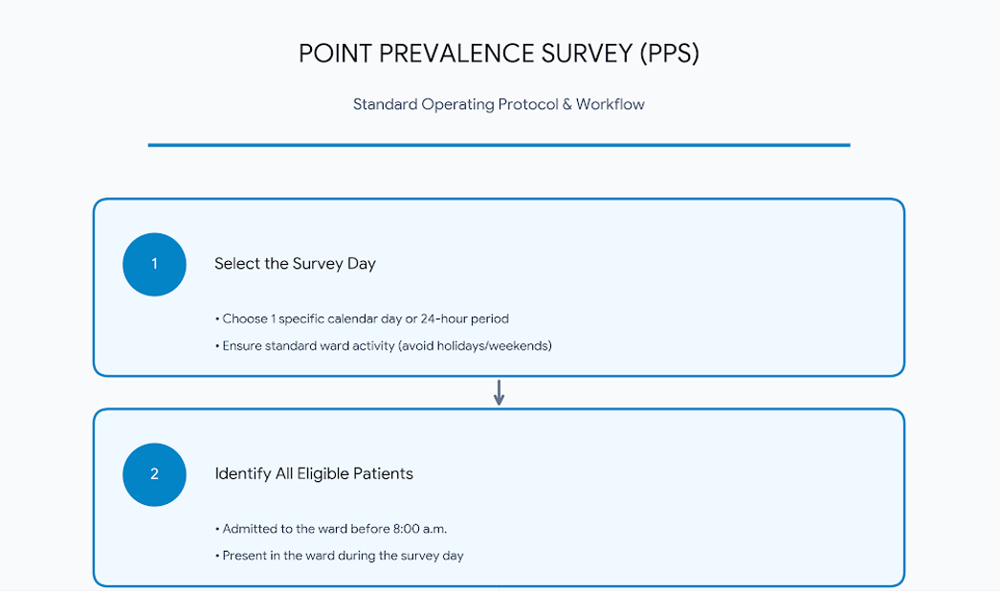 POINT PREVALENCE SURVEY (PPS)
Standard Operating Protocol & Workflow
1
Select the Survey Day
• Choose 1 specific calendar day or 24-hour period
• Ensure standard ward activity (avoid holidays/weekends)
2
Identify All Eligible Patients
• Admitted to the ward before 8:00 a.m.
• Present in the ward during the survey day